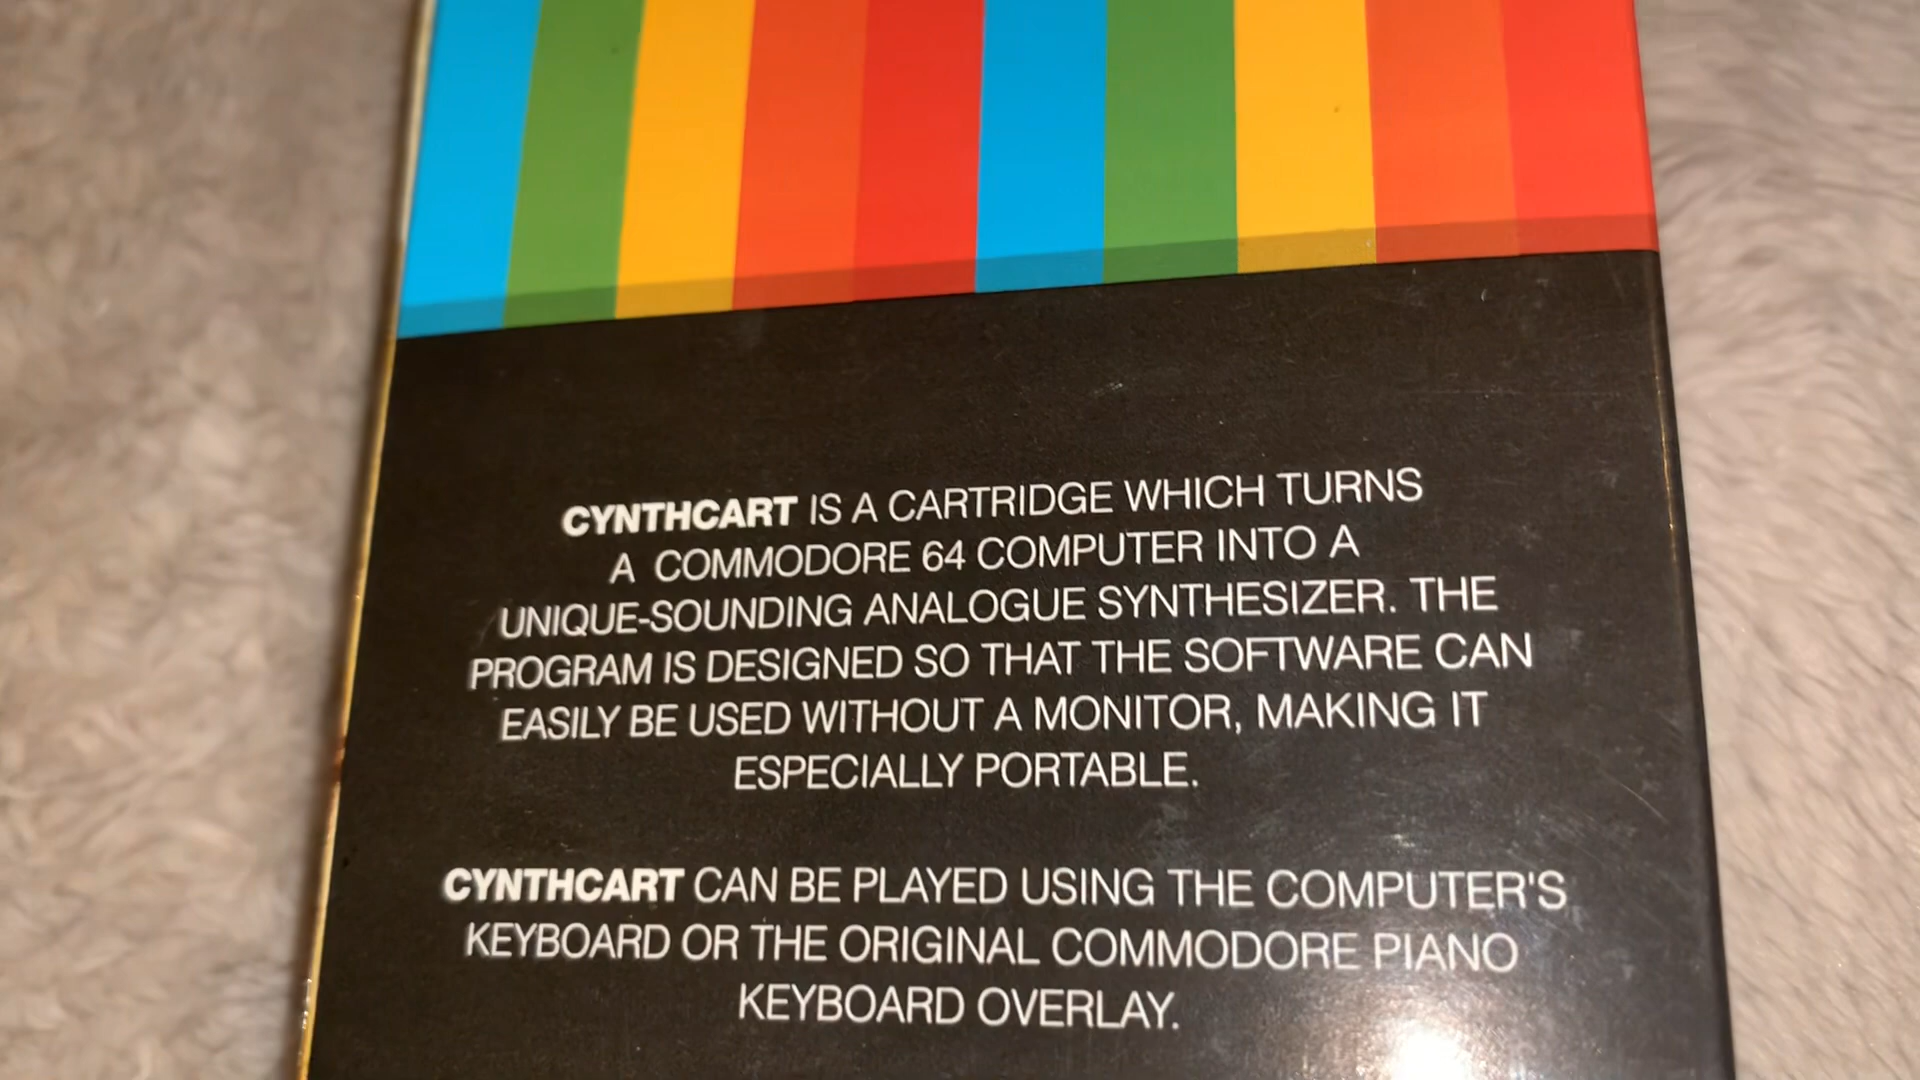 CYNTHCART IS A CARTRIDGE WHICH TURNS
A COMMODORE 64 COMPUTER INTO A
UNIQUE-SOUNDING ANALOGUE SYNTHESIZER. THE
PROGRAM IS DESIGNED SO THAT THE SOFTWARE CAN
EASILY BE USED WITHOUT A MONITOR, MAKING IT
ESPECIALLY PORTABLE.
CYNTHCART CAN BE PLAYED USING THE COMPUTER'S
KEYBOARD OR THE ORIGINAL COMMODORE PIANO
KEYBOARD OVERLAY.